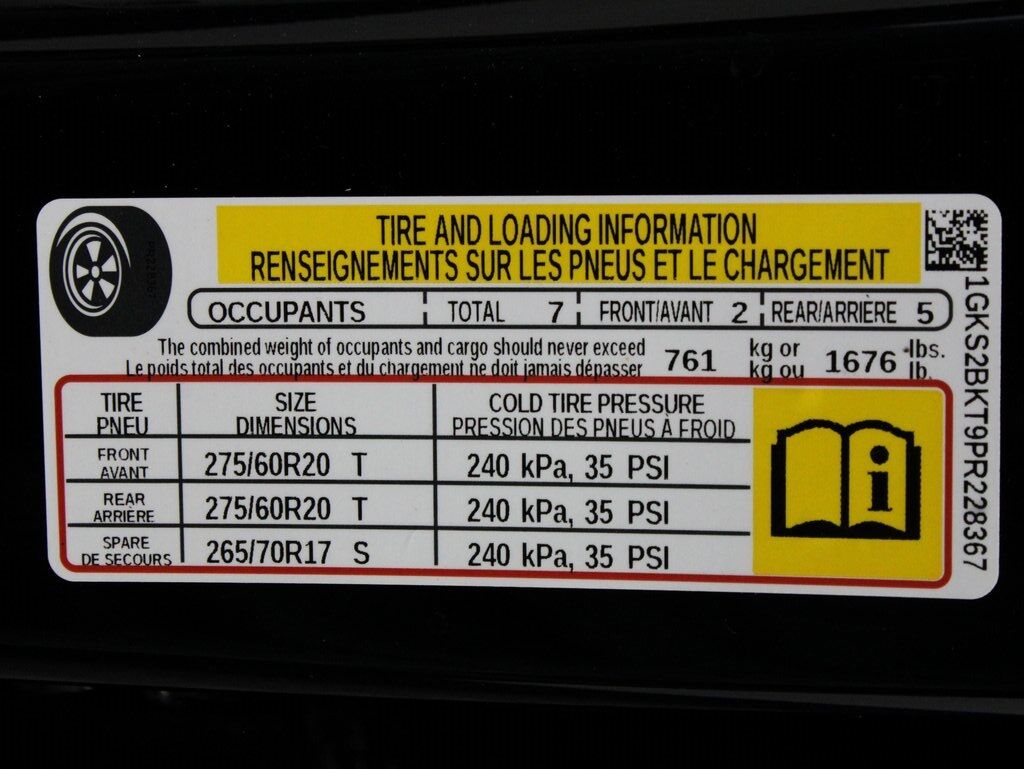 TIRE AND LOADING INFORMATION
RENSEIGNEMENTS SUR LES PNEUS ET LE CHARGEMENT
OCCUPANTS TOTAL 7 FRONT/AVANT 2 REAR/ARRIÈRE 5
The combined weight of occupants and cargo should never exceed 761 kg or 1676 lbs.
Le poids total des occupants et du chargement ne doit jamais dépasser kg ou lb.
TIRE SIZE COLD TIRE PRESSURE
PNEU DIMENSIONS PRESSION DES PNEUS À FROID
FRONT
AVANT 275/60R20 T 240 kPa, 35 PSI
REAR
ARRIÈRE 275/60R20 T 240 kPa, 35 PSI
SPARE
DE SECOURS 265/70R17 S 240 kPa, 35 PSI
i
1GKS2BKT9PR228367